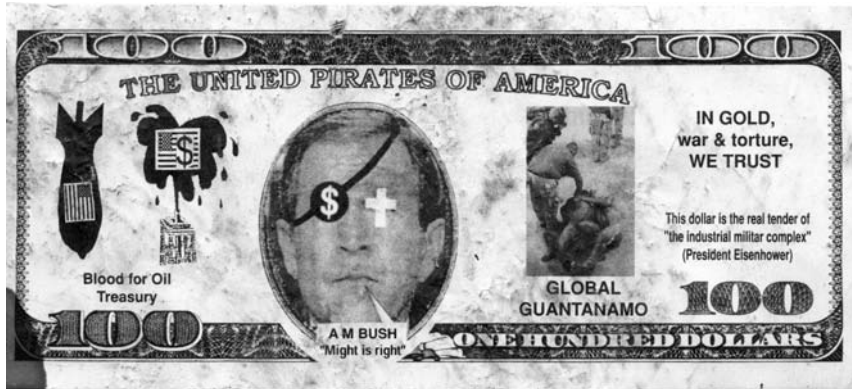 100
100
THE UNITED PIRATES OF AMERICA
$
$
IN GOLD,
war & torture,
WE TRUST
This dollar is the real tender of
"the industrial militar complex"
(President Eisenhower)
Blood for Oil
Treasury
GLOBAL
GUANTANAMO
100
100
A M BUSH
"Might is right"
ONE HUNDRED DOLLARS